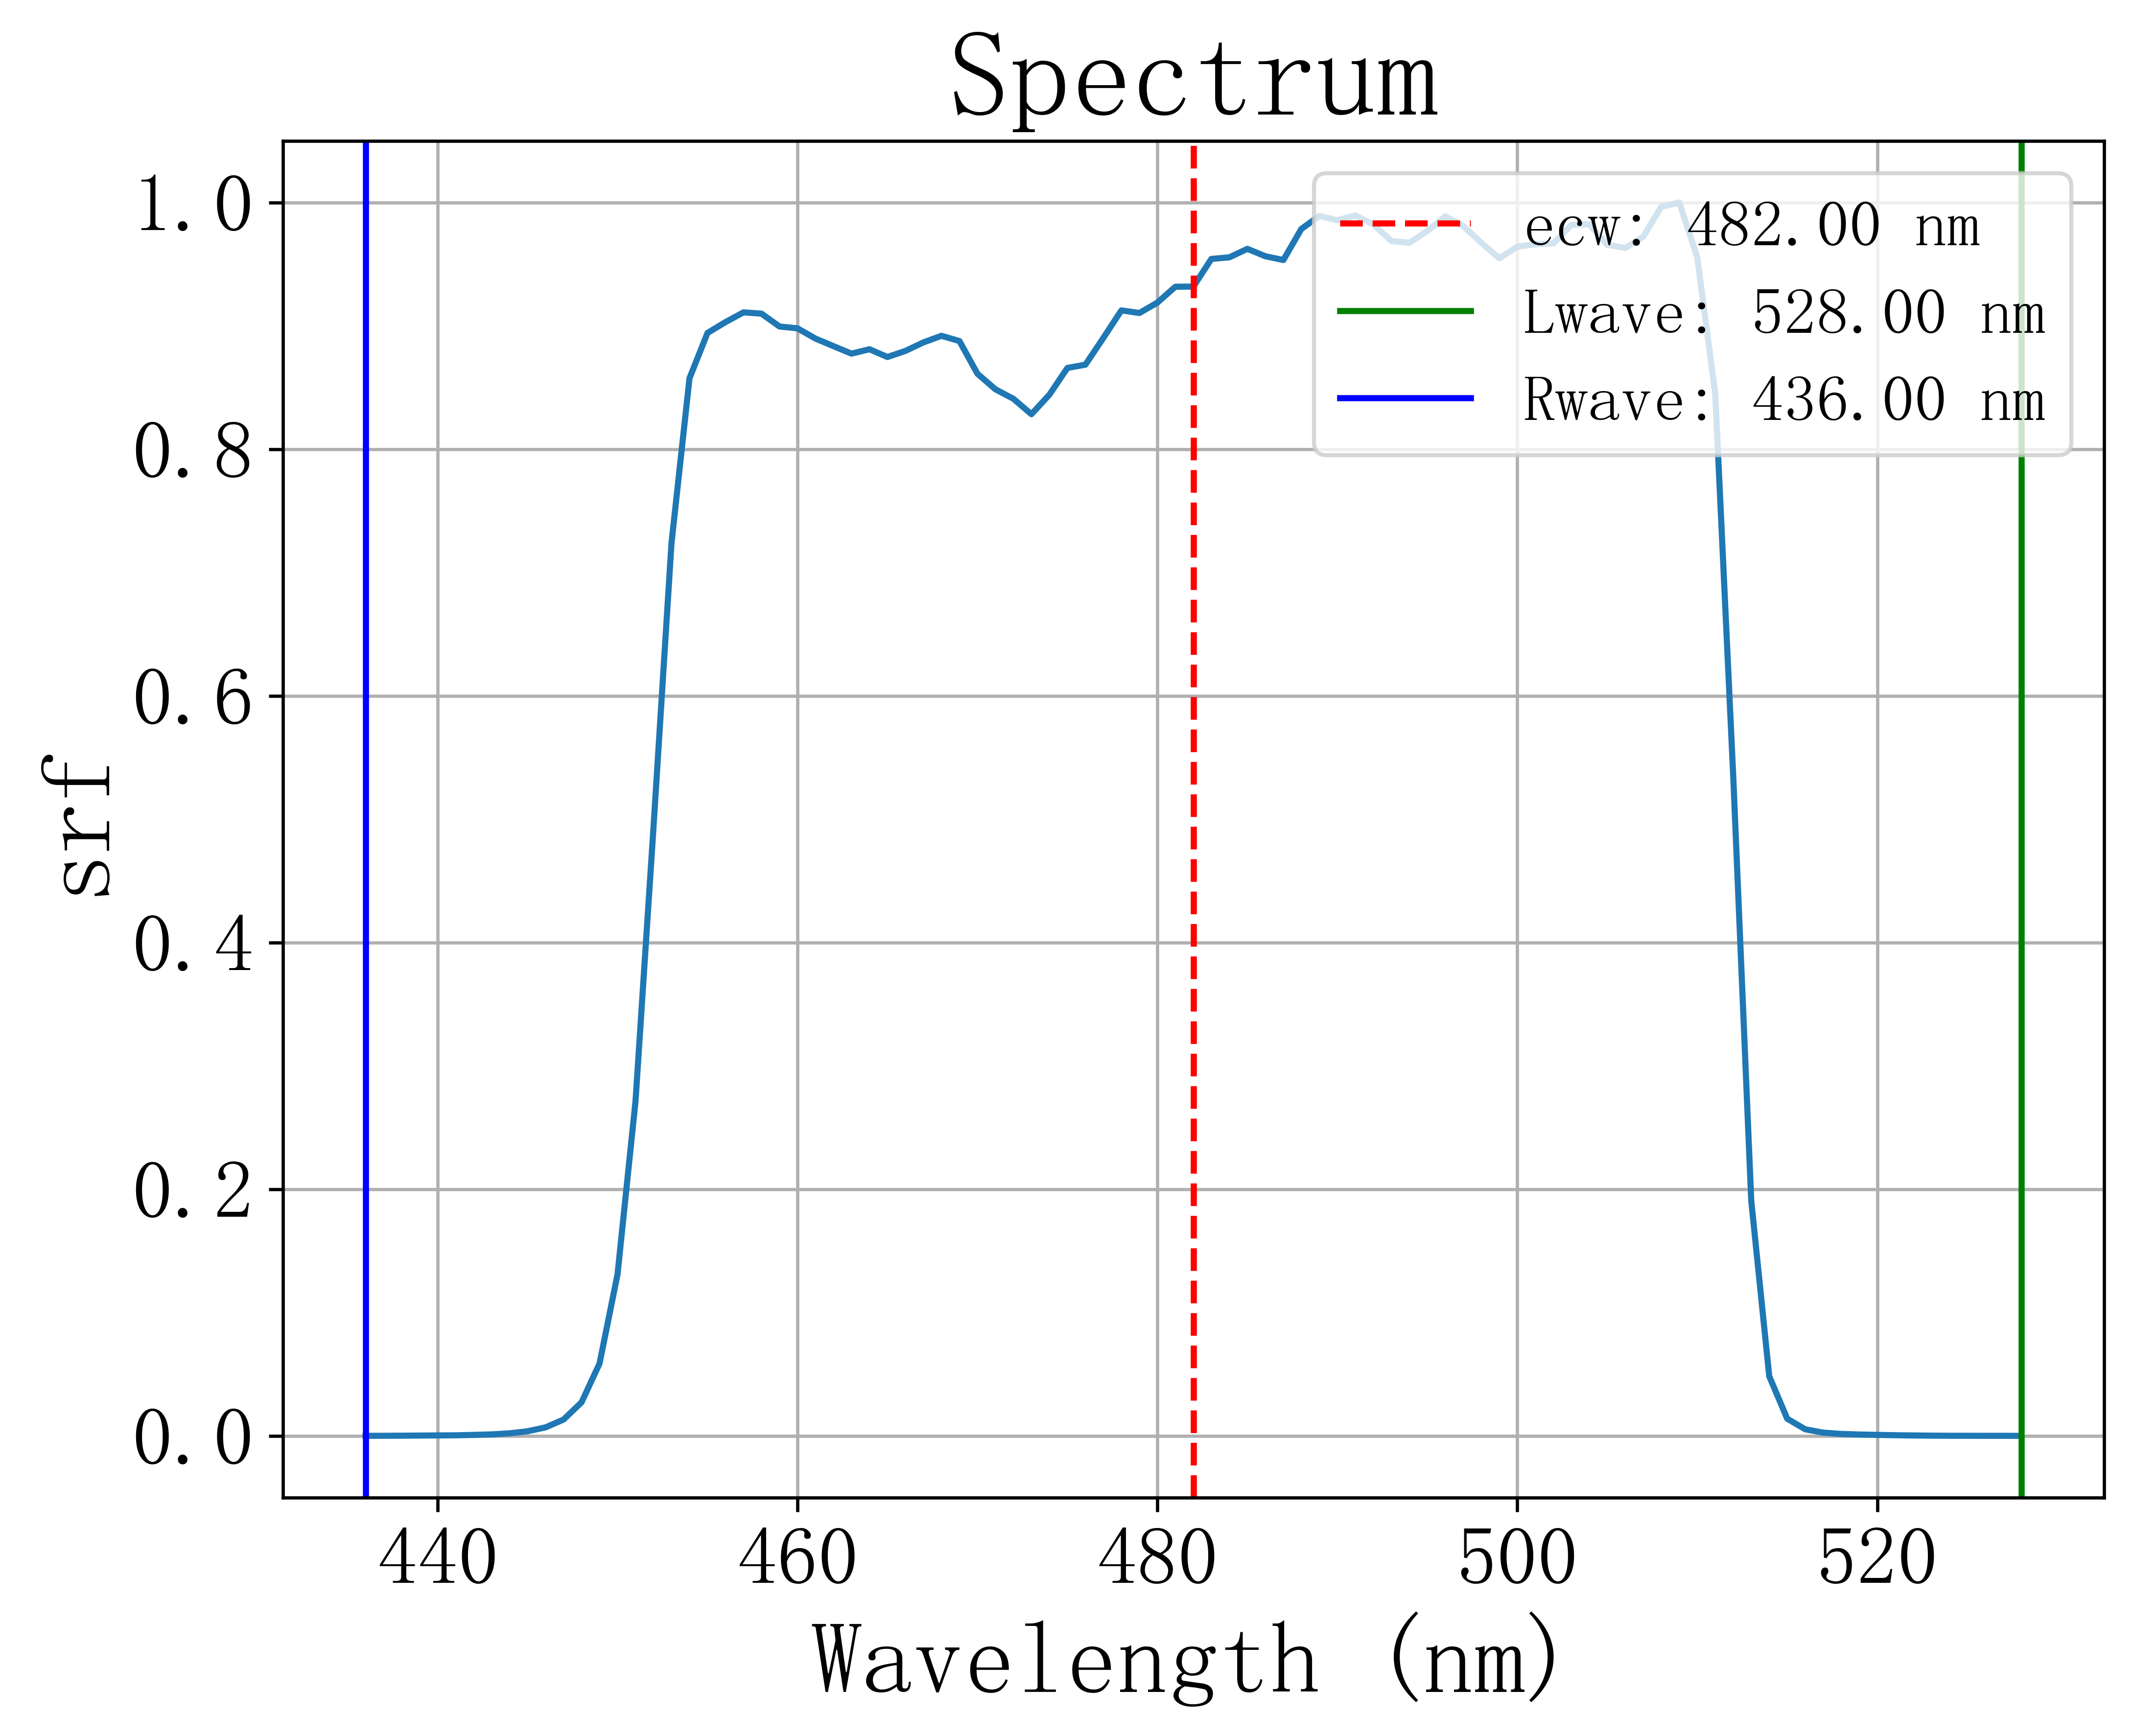 Spectrum
1.0
0.8
0.6
0.4
0.2
0.0
srf
ecw: 482.00 nm
Lwave: 528.00 nm
Rwave: 436.00 nm
440 460 480 500 520
Wavelength (nm)